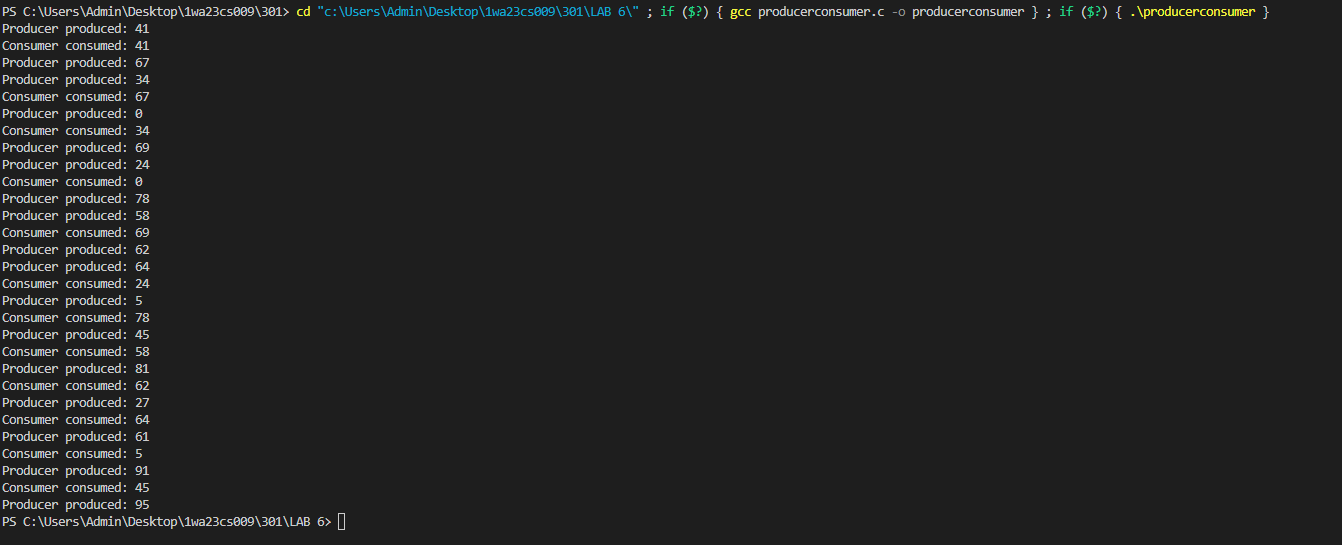 PS C:\Users\Admin\Desktop\1wa23cs009\301> cd "c:\Users\Admin\Desktop\1wa23cs009\301\LAB 6\" ; if ($?) { gcc producerconsumer.c -o producerconsumer } ; if ($?) { .\producerconsumer }
Producer produced: 41
Consumer consumed: 41
Producer produced: 67
Producer produced: 34
Consumer consumed: 67
Producer produced: 0
Consumer consumed: 34
Producer produced: 69
Producer produced: 24
Consumer consumed: 0
Producer produced: 78
Producer produced: 58
Consumer consumed: 69
Producer produced: 62
Producer produced: 64
Consumer consumed: 24
Producer produced: 5
Consumer consumed: 78
Producer produced: 45
Consumer consumed: 58
Producer produced: 81
Consumer consumed: 62
Producer produced: 27
Consumer consumed: 64
Producer produced: 61
Consumer consumed: 5
Producer produced: 91
Consumer consumed: 45
Producer produced: 95
PS C:\Users\Admin\Desktop\1wa23cs009\301\LAB 6>